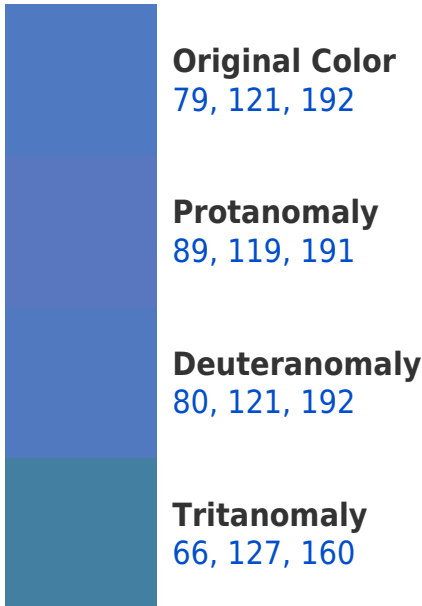 Original Color
79, 121, 192
Protanomaly
89, 119, 191
Deuteranomaly
80, 121, 192
Tritanomaly
66, 127, 160